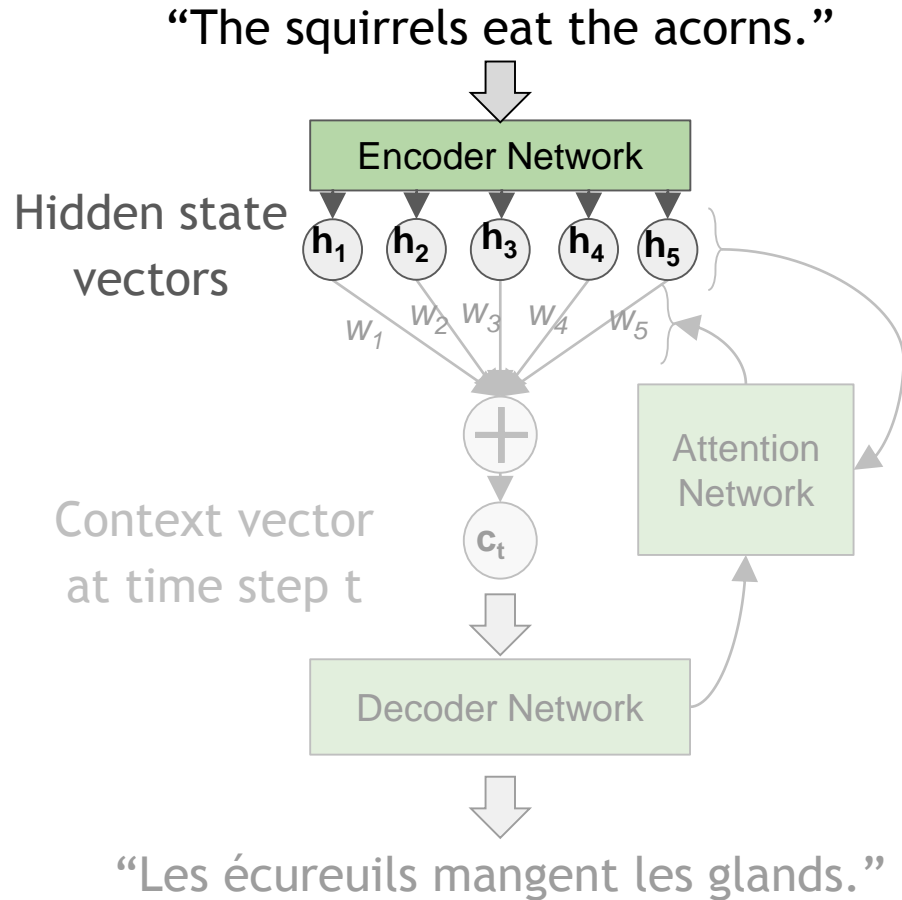 “The squirrels eat the acorns.”
Encoder Network
Hidden state
vectors
h₁ h₂ h₃ h₄ h₅
w₁ w₂ w₃ w₄ w₅
+
Attention
Network
Context vector
at time step t
cₜ
Decoder Network
“Les écureuils mangent les glands.”